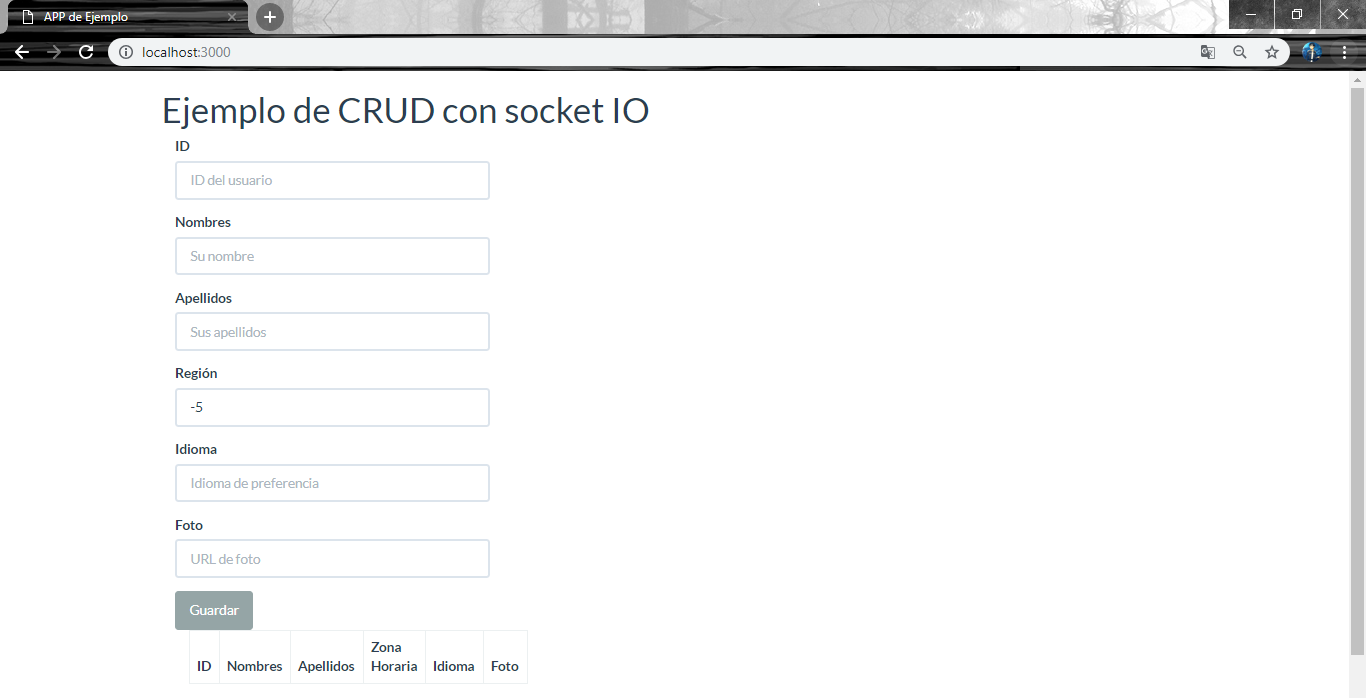 APP de Ejemplo
localhost:3000
Ejemplo de CRUD con socket IO
ID
ID del usuario
Nombres
Su nombre
Apellidos
Sus apellidos
Región
-5
Idioma
Idioma de preferencia
Foto
URL de foto
Guardar
ID Nombres Apellidos Zona Horaria Idioma Foto